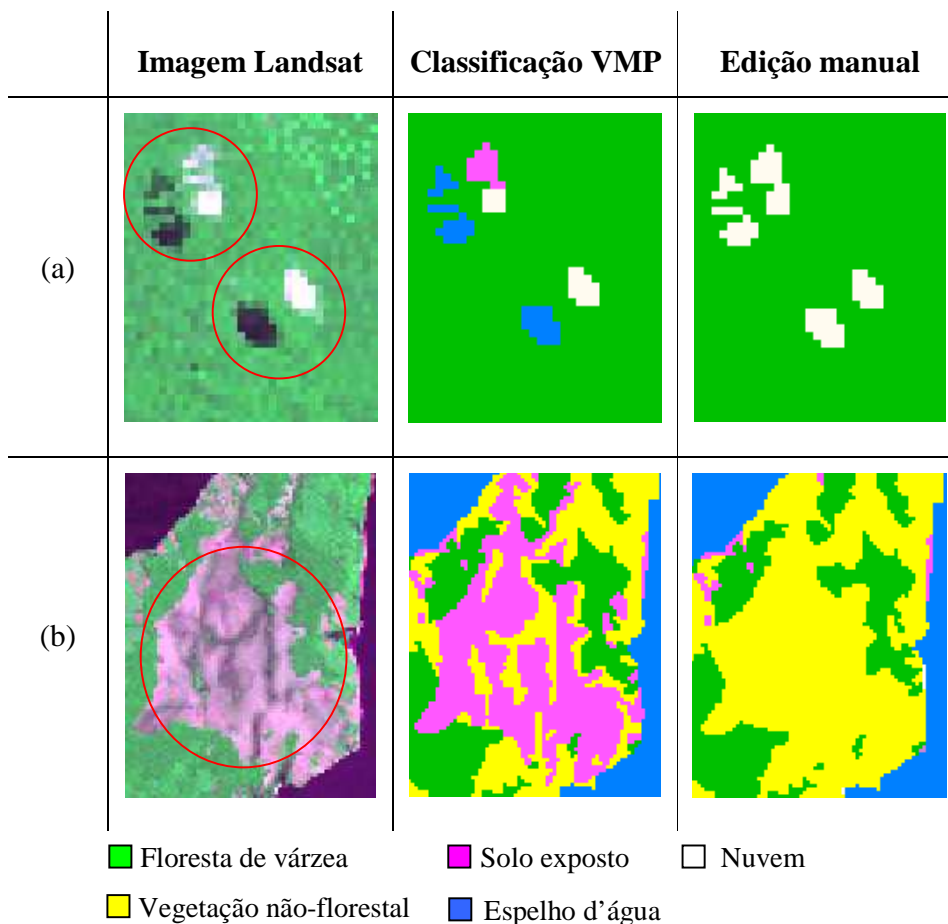 Imagem Landsat Classificação VMP Edição manual
(a)
(b)
Floresta de várzea Solo exposto Nuvem
Vegetação não-florestal Espelho d'água